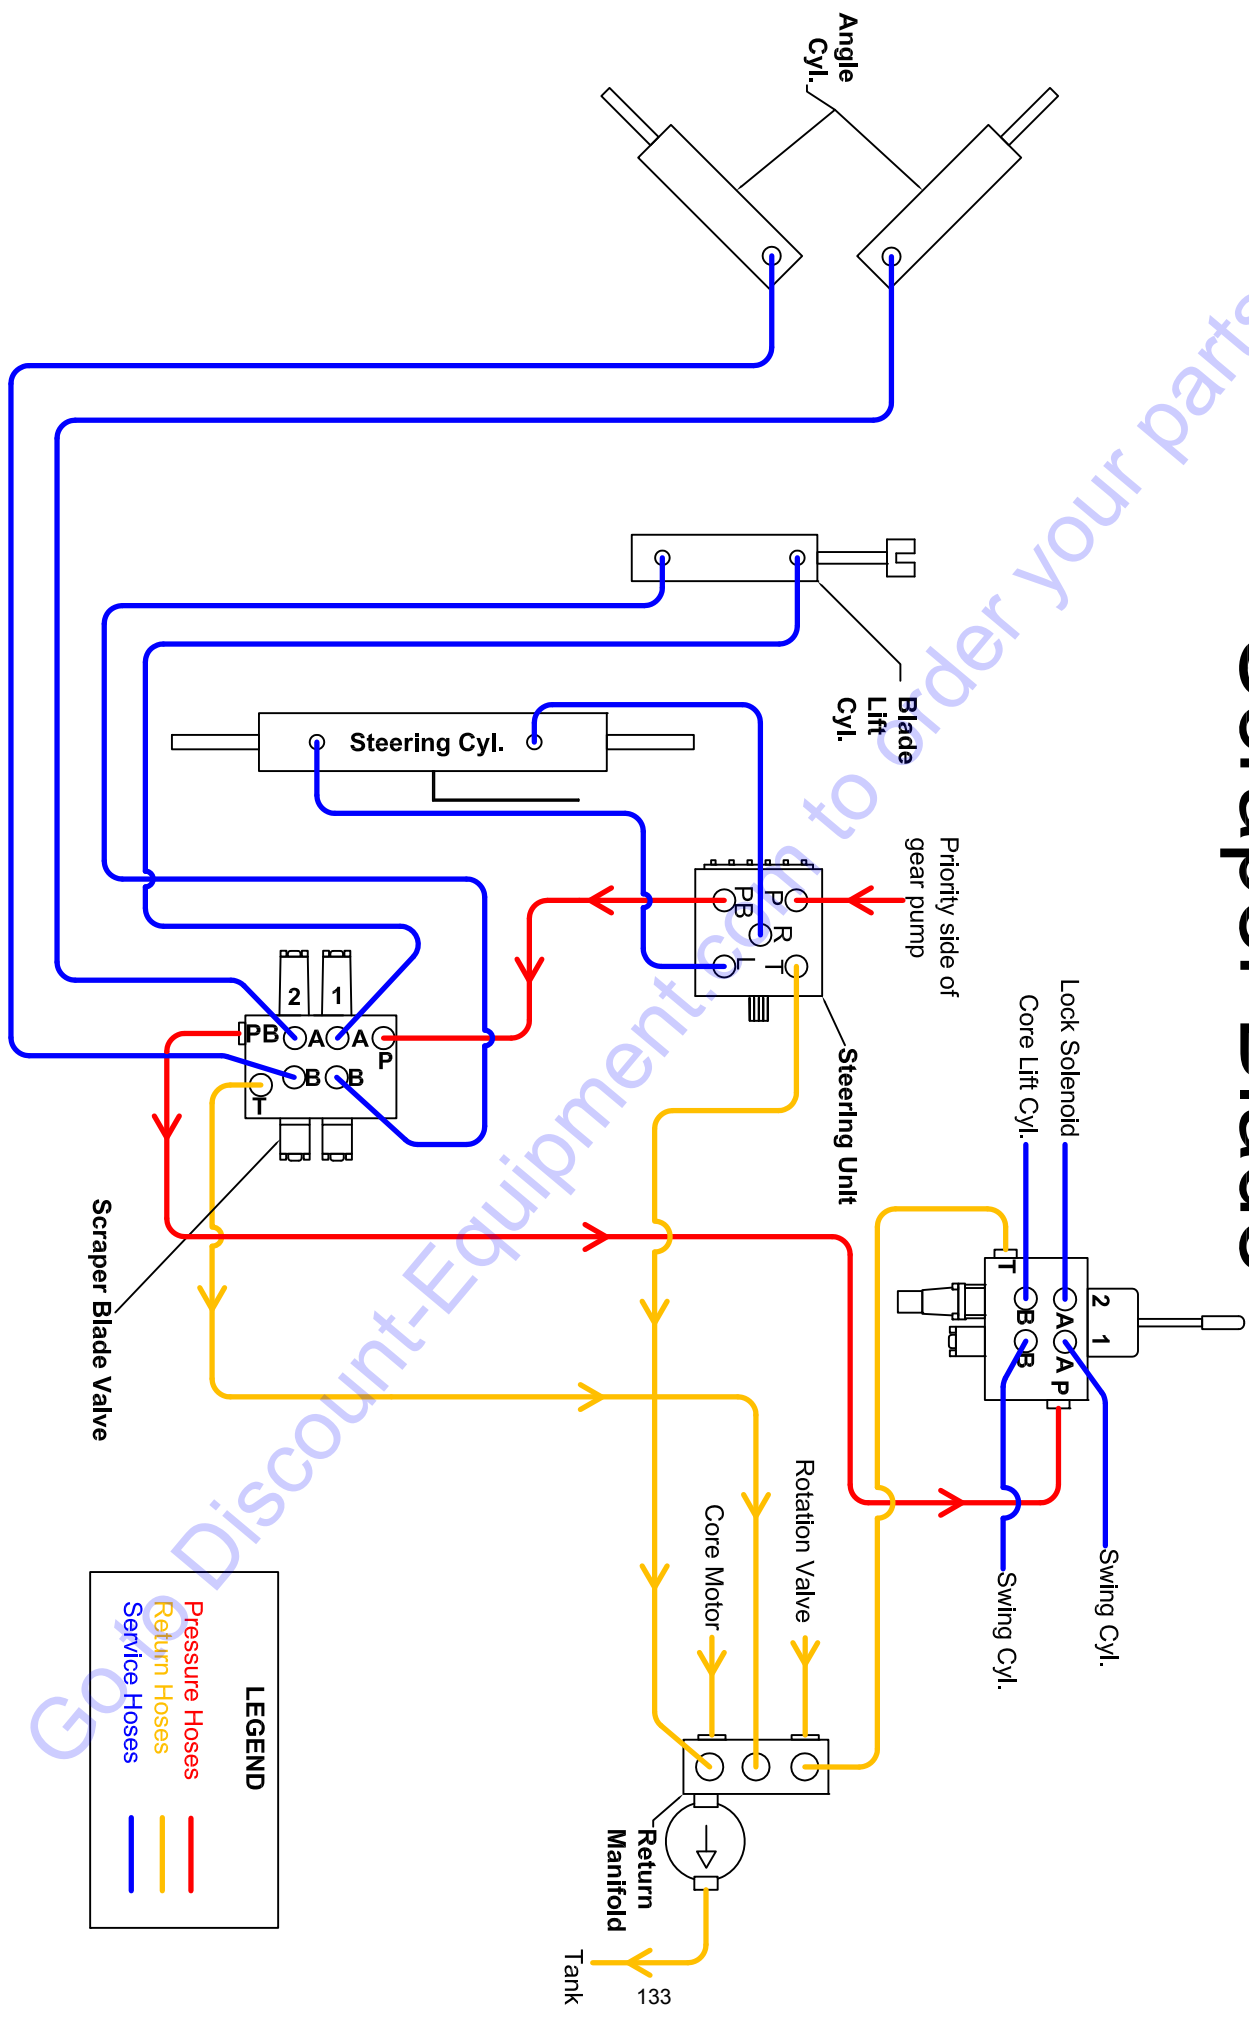 Scraper Blade
Angle
Cyl.
Blade
Lift
Cyl.
Steering Cyl.
Priority side of
gear pump
P
PB
R
T
L
Steering Unit
Lock Solenoid
Core Lift Cyl.
T
2
1
A
A
B
B
P
Swing Cyl.
Swing Cyl.
2
1
PB
A
A
P
B
B
T
Scraper Blade Valve
Rotation Valve
Core Motor
Return
Manifold
Tank
LEGEND
Pressure Hoses
Return Hoses
Service Hoses
133
Go to Discount-Equipment.com to order your parts